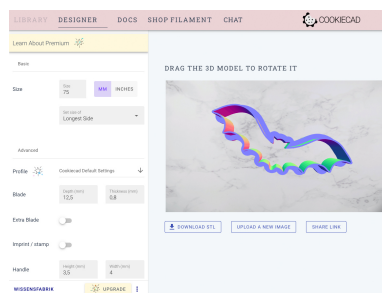 LIBRARY DESIGNER DOCS SHOP FILAMENT CHAT COOKIECAD
Learn About Premium
Basic
Size
Size
75
MM INCHES
Set size of
Longest Side
Advanced
Profile Cookiecad Default Settings
Blade
Depth (mm)
12,5
Thickness (mm)
0,8
Extra Blade
Imprint / stamp
Handle
Height (mm)
3,5
Width (mm)
4
WISSENSFABRIK UPGRADE
DRAG THE 3D MODEL TO ROTATE IT
DOWNLOAD STL UPLOAD A NEW IMAGE SHARE LINK